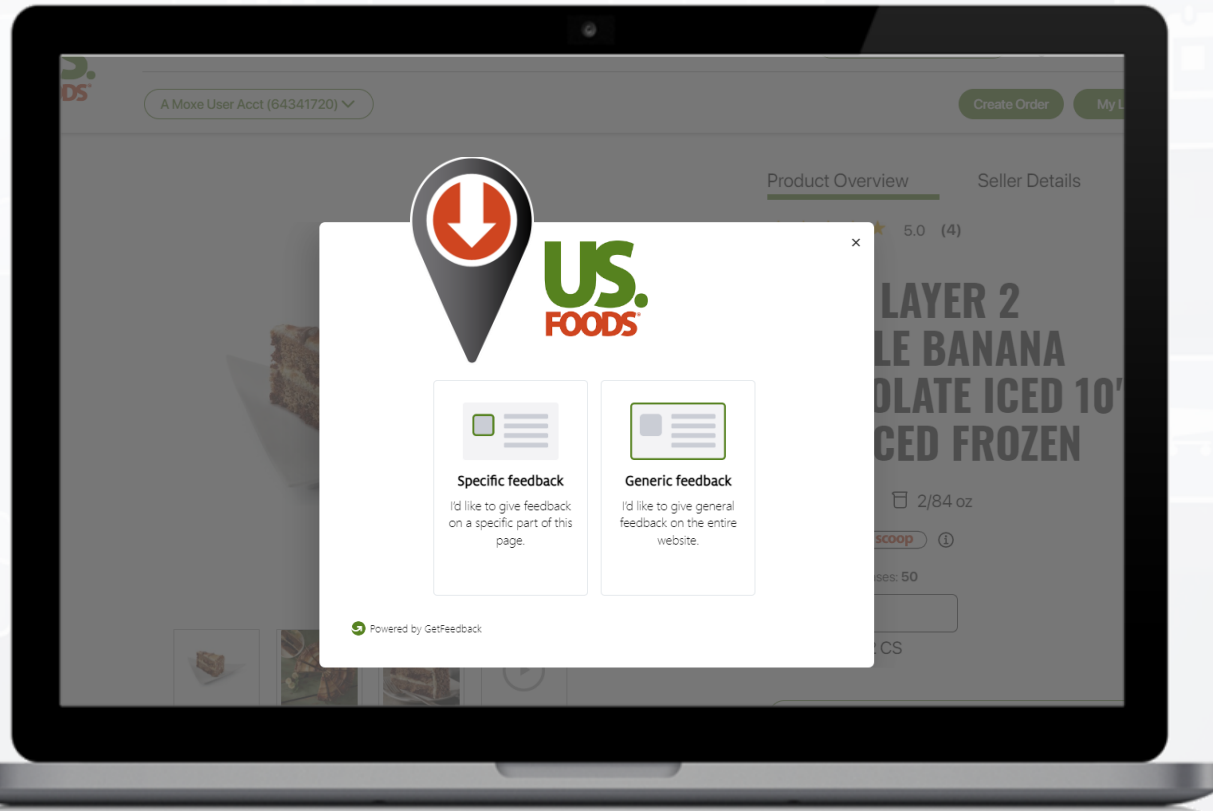 S.
DS
A Moxe User Acct (64341720)
Create Order
My L
Product Overview
Seller Details
5.0 (4)
US.
FOODS
LAYER 2
LE BANANA
OLATE ICED 10"
CED FROZEN
2/84 oz
scoop
ses: 50
CS
Specific feedback
I'd like to give feedback
on a specific part of this
page.
Generic feedback
I'd like to give general
feedback on the entire
website.
Powered by GetFeedback